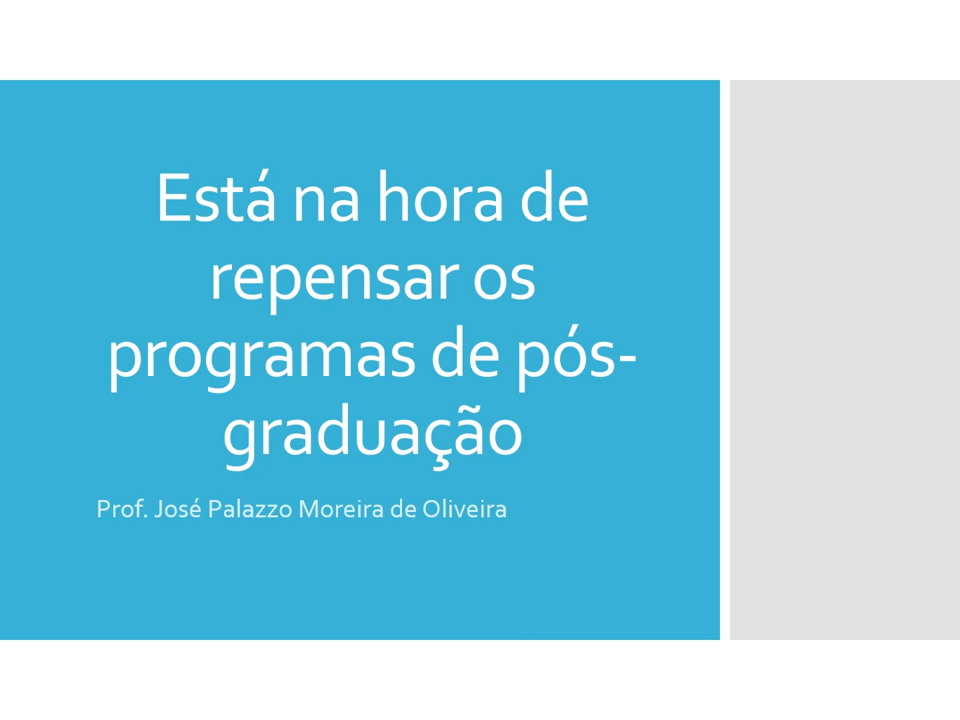 Está na hora de
repensar os
programas de pós-
graduação
Prof. José Palazzo Moreira de Oliveira